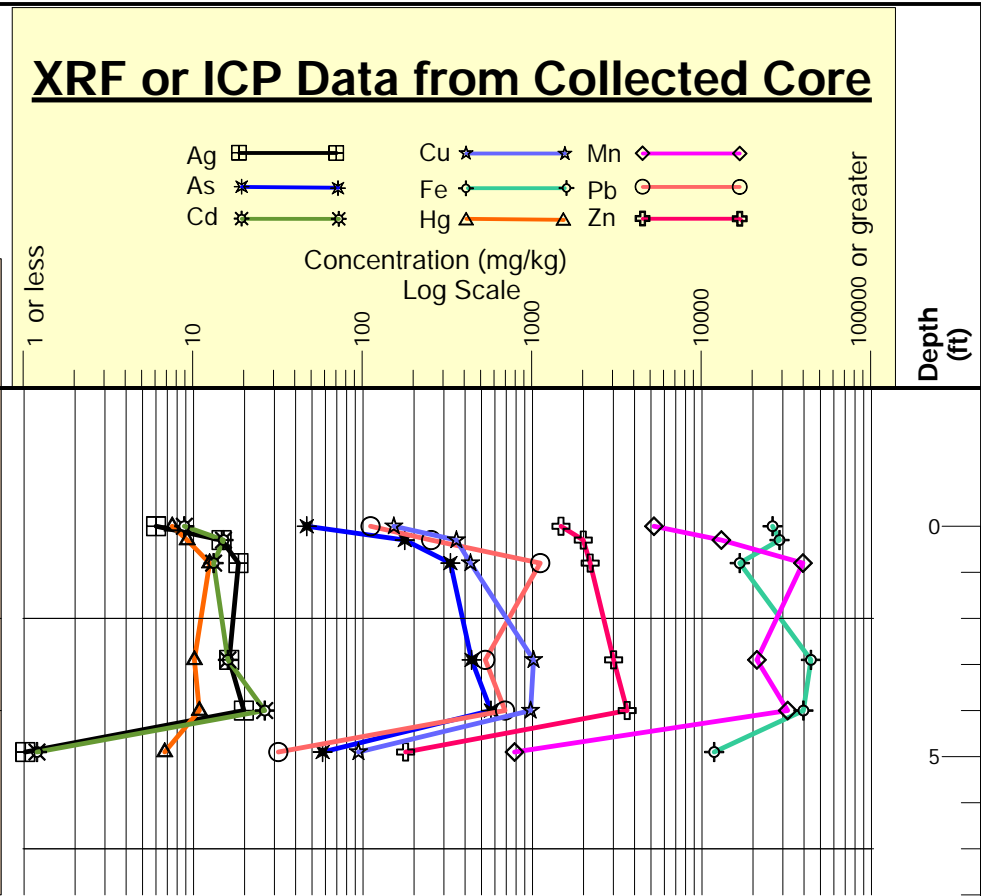 XRF or ICP Data from Collected Core
Ag
As
Cd
Cu
Fe
Hg
Mn
Pb
Zn
Concentration (mg/kg)
Log Scale
1 or less
10
100
1000
10000
100000 or greater
Depth
(ft)
0
5